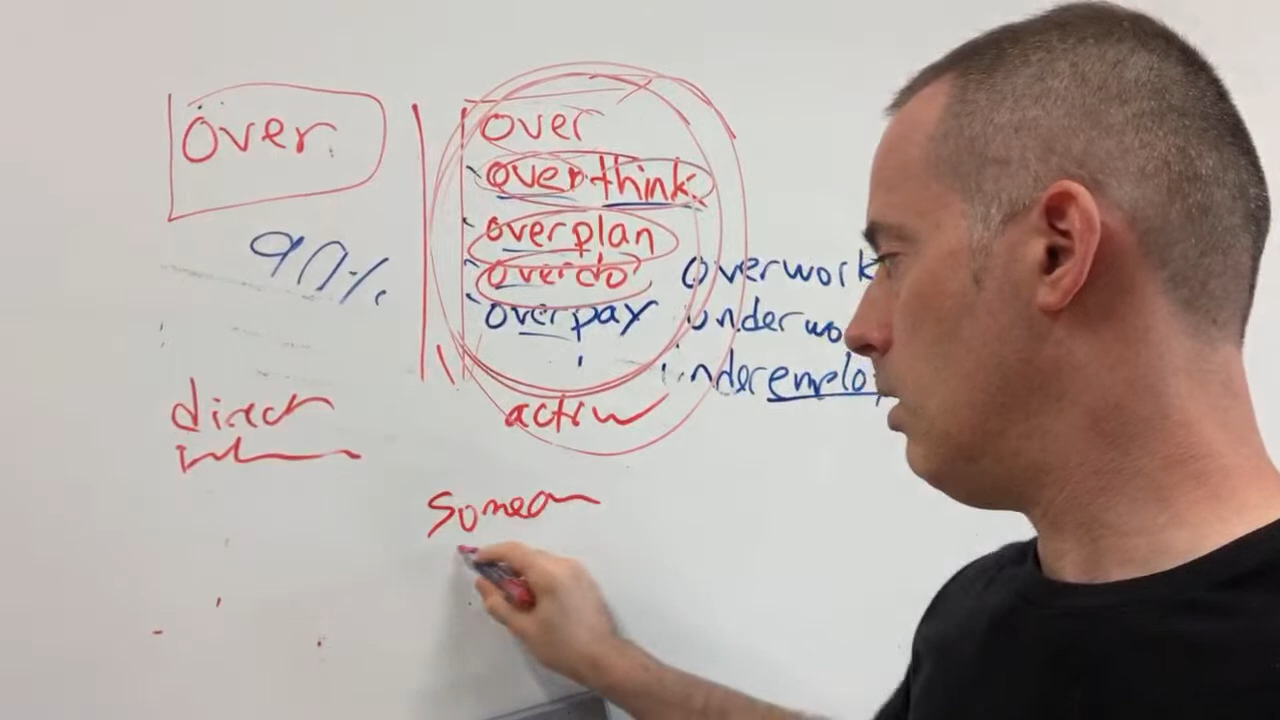 over
90%
direct
over
overthink
overplan
overdo
overpay
action
overwork
underwo
underemplo
Someon